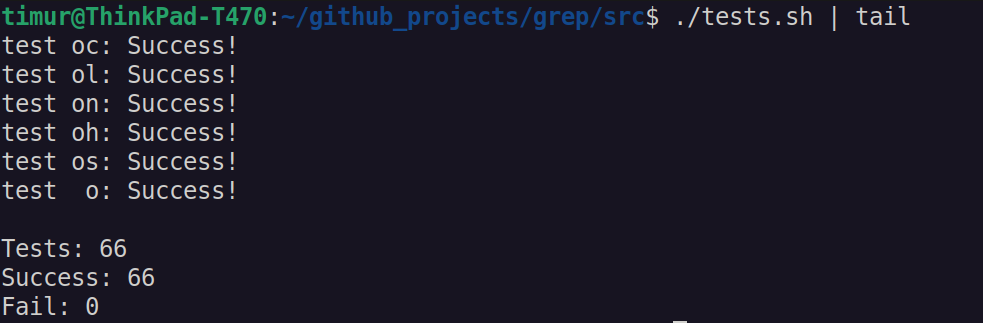 timur@ThinkPad-T470:~/github_projects/grep/src$ ./tests.sh | tail
test oc: Success!
test ol: Success!
test on: Success!
test oh: Success!
test os: Success!
test  o: Success!

Tests: 66
Success: 66
Fail: 0